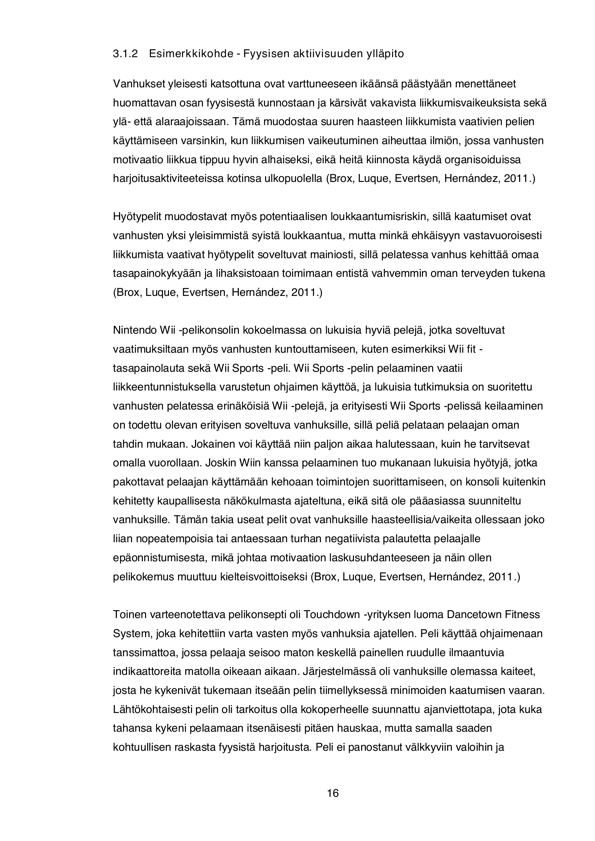 3.1.2 Esimerkkikohde - Fyysisen aktiivisuuden ylläpito
Vanhukset yleisesti katsottuna ovat varttuneeseen ikäänsä päästyään menettäneet
huomattavan osan fyysisestä kunnostaan ja kärsivät vakavista liikkumisvaikeuksista sekä
ylä- että alaraajoissaan. Tämä muodostaa suuren haasteen liikkumista vaativien pelien
käyttämiseen varsinkin, kun liikkumisen vaikeutuminen aiheuttaa ilmiön, jossa vanhusten
motivaatio liikkua tippuu hyvin alhaiseksi, eikä heitä kiinnosta käydä organisoiduissa
harjoitusaktiviteeteissa kotinsa ulkopuolella (Brox, Luque, Evertsen, Hernández, 2011.)
Hyötypelit muodostavat myös potentiaalisen loukkaantumisriskin, sillä kaatumiset ovat
vanhusten yksi yleisimmistä syistä loukkaantua, mutta minkä ehkäisyyn vastavuoroisesti
liikkumista vaativat hyötypelit soveltuvat mainiosti, sillä pelatessa vanhus kehittää omaa
tasapainokykyään ja lihaksistoaan toimimaan entistä vahvemmin oman terveyden tukena
(Brox, Luque, Evertsen, Hernández, 2011.)
Nintendo Wii -pelikonsolin kokoelmassa on lukuisia hyviä pelejä, jotka soveltuvat
vaatimuksiltaan myös vanhusten kuntouttamiseen, kuten esimerkiksi Wii fit -
tasapainolauta sekä Wii Sports -peli. Wii Sports -pelin pelaaminen vaatii
liikkeentunnistuksella varustetun ohjaimen käyttöä, ja lukuisia tutkimuksia on suoritettu
vanhusten pelatessa erinäköisiä Wii -pelejä, ja erityisesti Wii Sports -pelissä keilaaminen
on todettu olevan erityisen soveltuva vanhuksille, sillä peliä pelataan pelaajan oman
tahdin mukaan. Jokainen voi käyttää niin paljon aikaa halutessaan, kuin he tarvitsevat
omalla vuorollaan. Joskin Wiin kanssa pelaaminen tuo mukanaan lukuisia hyötyjä, jotka
pakottavat pelaajan käyttämään kehoaan toimintojen suorittamiseen, on konsoli kuitenkin
kehitetty kaupallisesta näkökulmasta ajateltuna, eikä sitä ole pääasiassa suunniteltu
vanhuksille. Tämän takia useat pelit ovat vanhuksille haasteellisia/vaikeita ollessaan joko
liian nopeatempoisia tai antaessaan turhan negatiivista palautetta pelaajalle
epäonnistumisesta, mikä johtaa motivaation laskusuhdanteeseen ja näin ollen
pelikokemus muuttuu kielteisvoittoiseksi (Brox, Luque, Evertsen, Hernández, 2011.)
Toinen varteenotettava pelikonsepti oli Touchdown -yrityksen luoma Dancetown Fitness
System, joka kehitettiin varta vasten myös vanhuksia ajatellen. Peli käyttää ohjaimenaan
tanssimattoa, jossa pelaaja seisoo maton keskellä painellen ruudulle ilmaantuvia
indikaattoreita matolla oikeaan aikaan. Järjestelmässä oli vanhuksille olemassa kaiteet,
josta he kykenivät tukemaan itseään pelin tiimellyksessä minimoiden kaatumisen vaaran.
Lähtökohtaisesti pelin oli tarkoitus olla kokoperheelle suunnattu ajanviettotapa, jota kuka
tahansa kykeni pelaamaan itsenäisesti pitäen hauskaa, mutta samalla saaden
kohtuullisen raskasta fyysistä harjoitusta. Peli ei panostanut välkkyviin valoihin ja
16